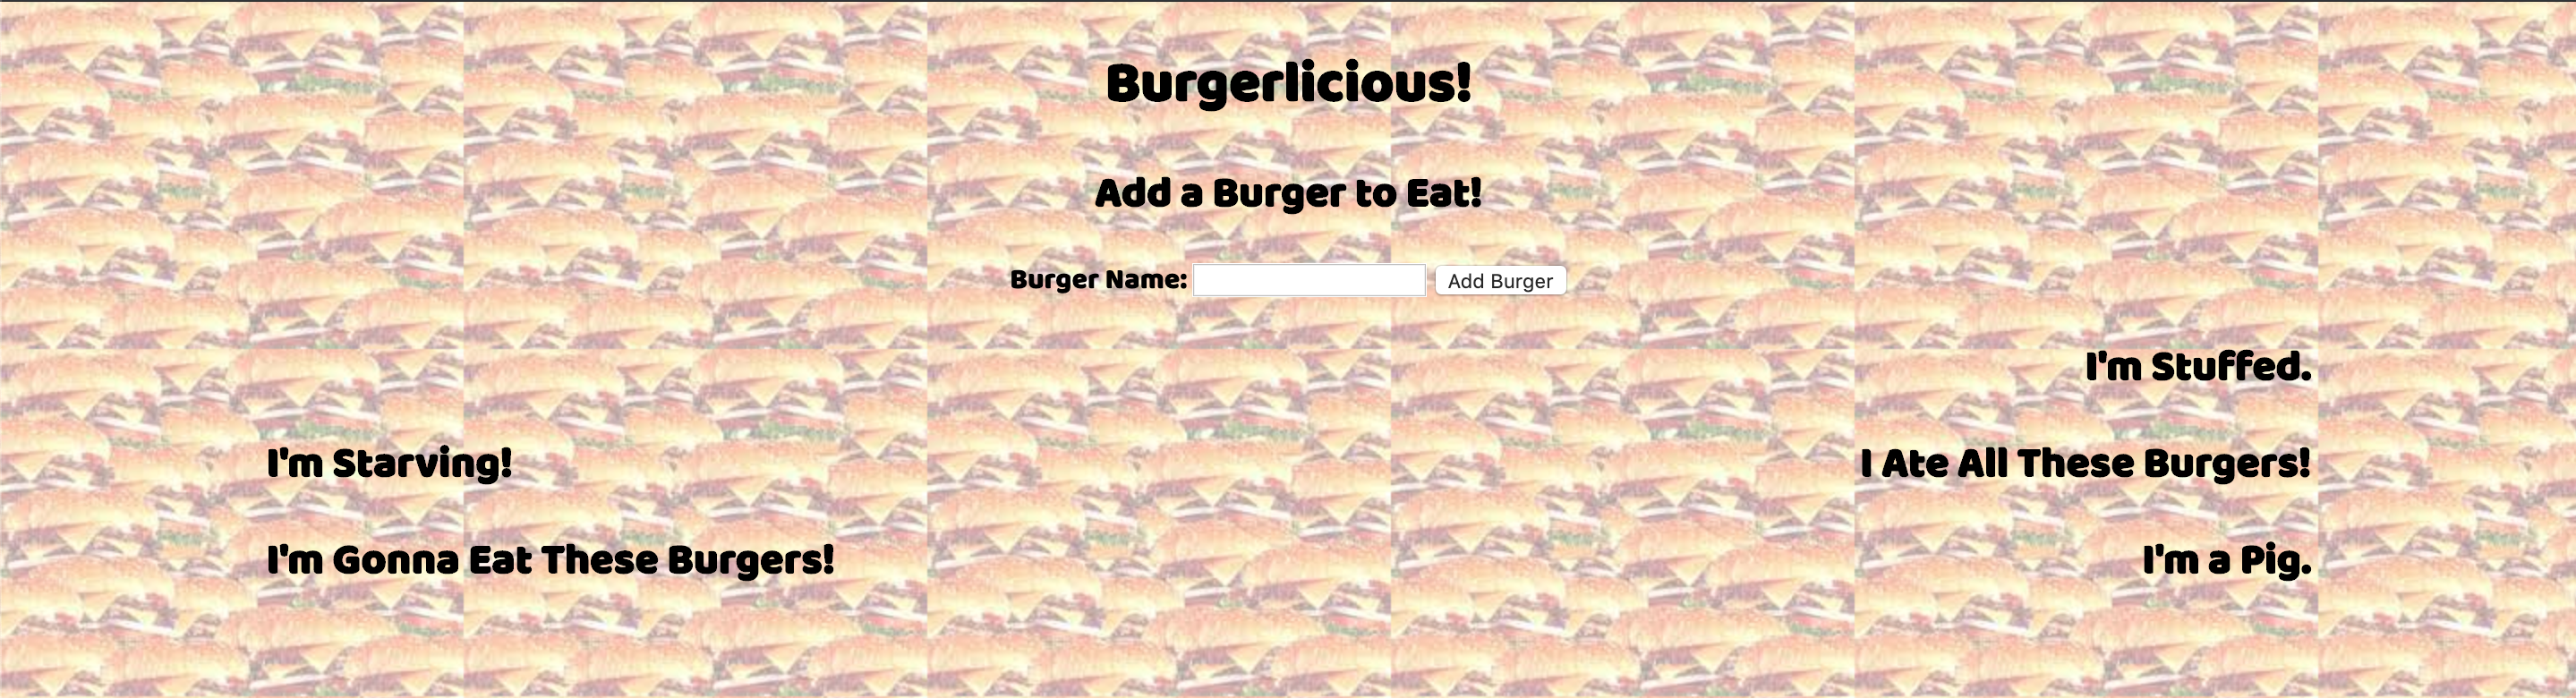 Burgerlicious!
Add a Burger to Eat!
Burger Name: Add Burger
I'm Stuffed.
I'm Starving!
I Ate All These Burgers!
I'm Gonna Eat These Burgers!
I'm a Pig.